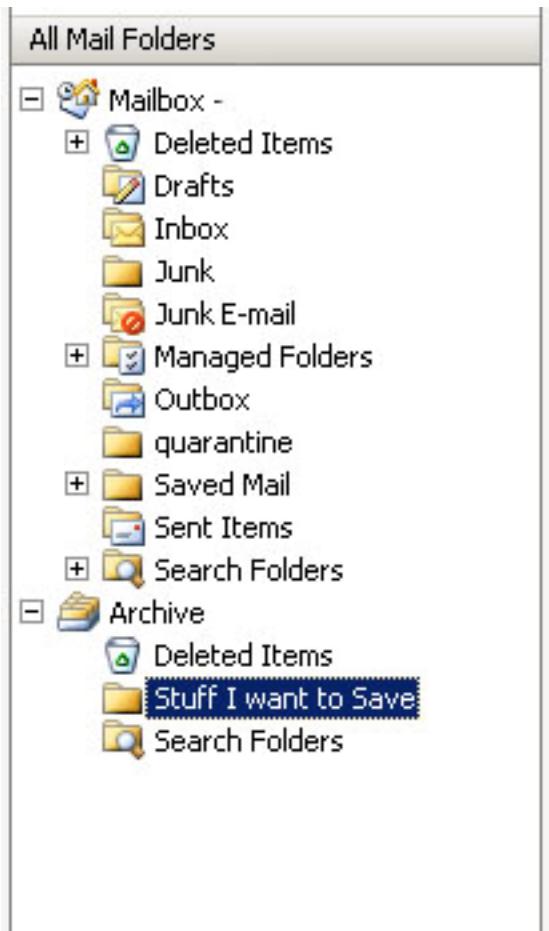 All Mail Folders
Mailbox -
Deleted Items
Drafts
Inbox
Junk
Junk E-mail
Managed Folders
Outbox
quarantine
Saved Mail
Sent Items
Search Folders
Archive
Deleted Items
Stuff I want to Save
Search Folders